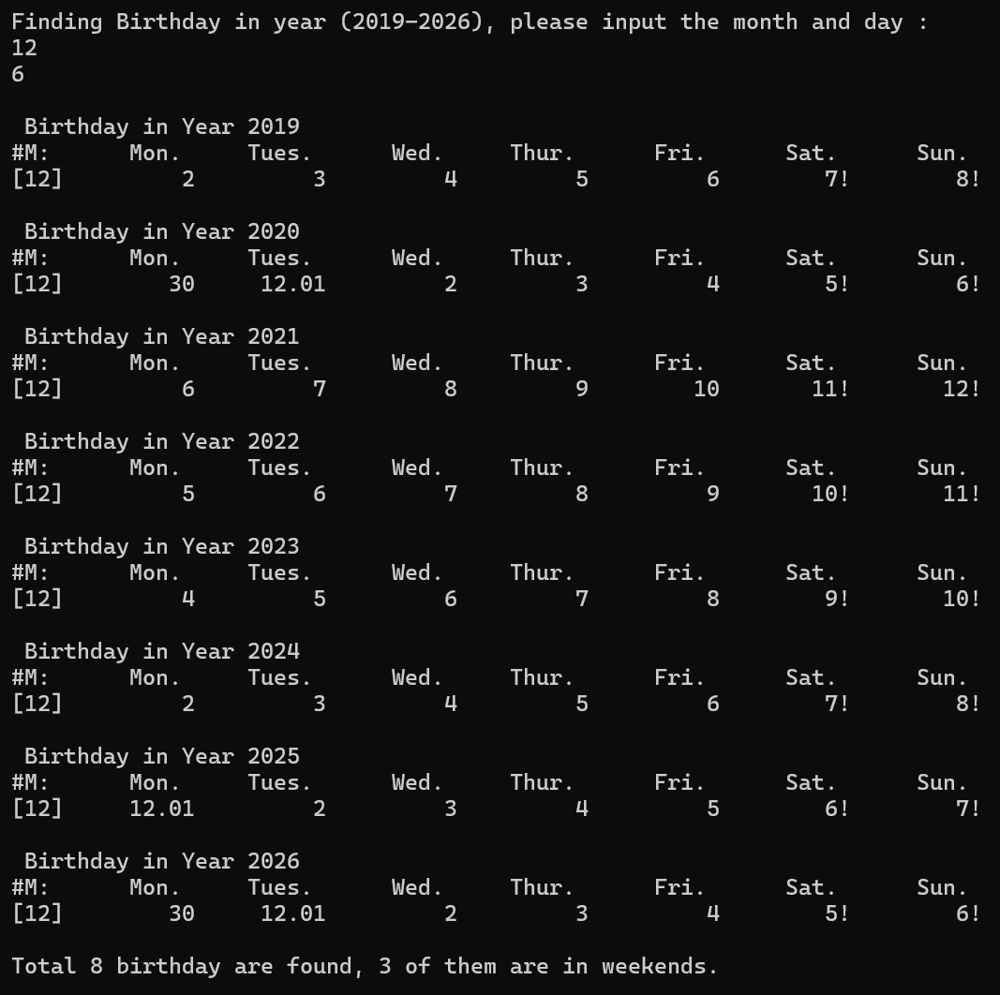 Finding Birthday in year (2019-2026), please input the month and day :
12
6
Birthday in Year 2019
#M: Mon. Tues. Wed. Thur. Fri. Sat. Sun.
[12] 2 3 4 5 6 7! 8!
Birthday in Year 2020
#M: Mon. Tues. Wed. Thur. Fri. Sat. Sun.
[12] 30 12.01 2 3 4 5! 6!
Birthday in Year 2021
#M: Mon. Tues. Wed. Thur. Fri. Sat. Sun.
[12] 6 7 8 9 10 11! 12!
Birthday in Year 2022
#M: Mon. Tues. Wed. Thur. Fri. Sat. Sun.
[12] 5 6 7 8 9 10! 11!
Birthday in Year 2023
#M: Mon. Tues. Wed. Thur. Fri. Sat. Sun.
[12] 4 5 6 7 8 9! 10!
Birthday in Year 2024
#M: Mon. Tues. Wed. Thur. Fri. Sat. Sun.
[12] 2 3 4 5 6 7! 8!
Birthday in Year 2025
#M: Mon. Tues. Wed. Thur. Fri. Sat. Sun.
[12] 12.01 2 3 4 5 6! 7!
Birthday in Year 2026
#M: Mon. Tues. Wed. Thur. Fri. Sat. Sun.
[12] 30 12.01 2 3 4 5! 6!
Total 8 birthday are found, 3 of them are in weekends.